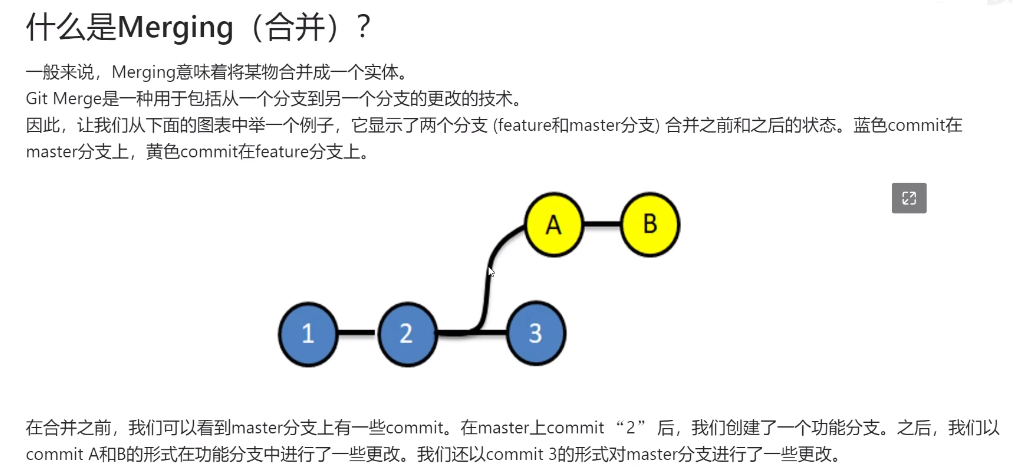 什么是Merging（合并）?
一般来说，Merging意味着将某物合并成一个实体。
Git Merge是一种用于包括从一个分支到另一个分支的更改的技术。
因此，让我们从下面的图表中举一个例子，它显示了两个分支 (feature和master分支) 合并之前和之后的状态。蓝色commit在
master分支上，黄色commit在feature分支上。
A B
1 2 3
在合并之前，我们可以看到master分支上有一些commit。在master上commit“2” 后，我们创建了一个功能分支。之后，我们以
commit A和B的形式在功能分支中进行了一些更改。我们还以commit 3的形式对master分支进行了一些更改。